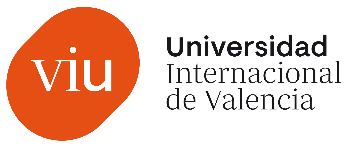 viu
Universidad
Internacional
de Valencia